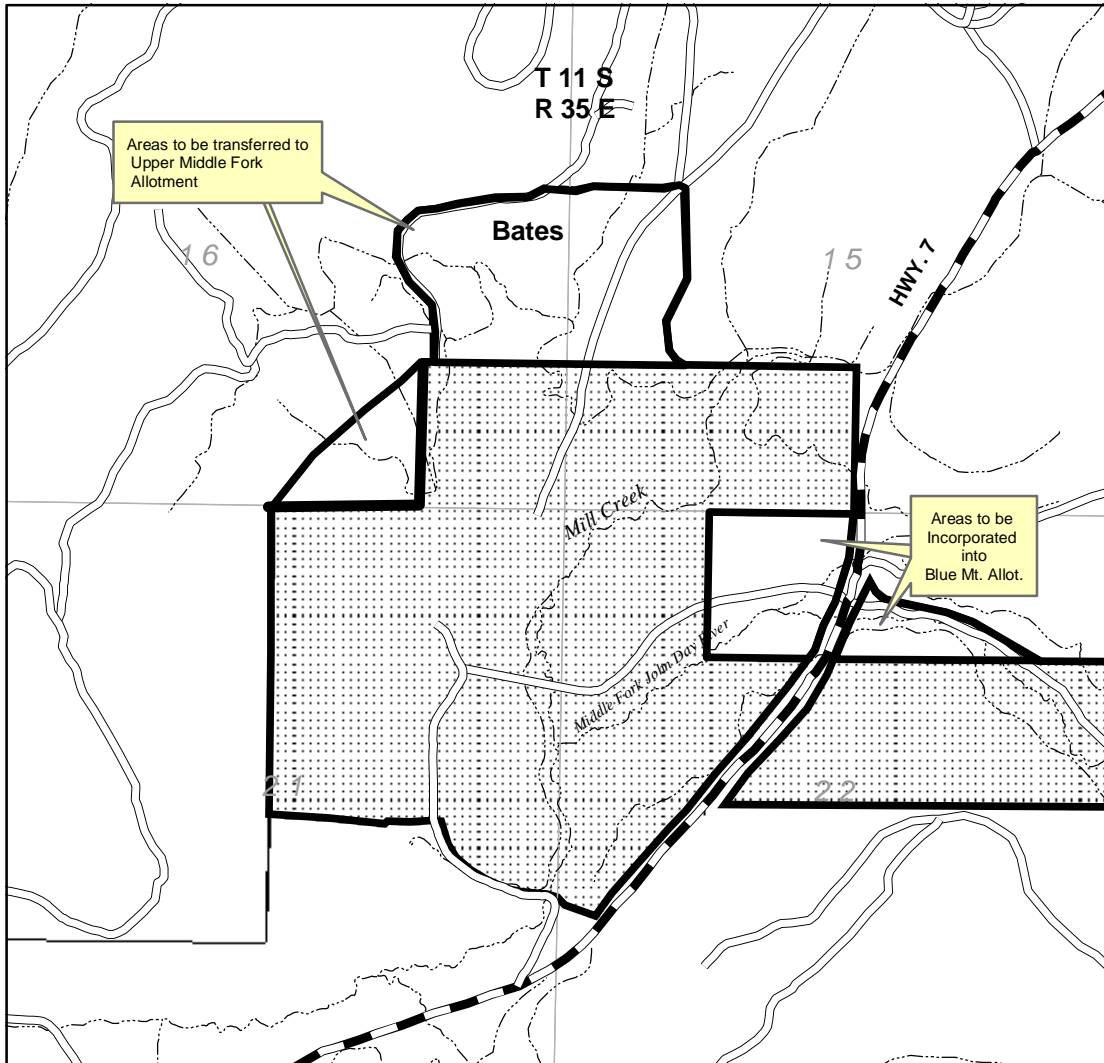 T 11 S
R 35 E
Areas to be transferred to
Upper Middle Fork
Allotment
Bates
16
15
HWY. 7
Mill Creek
Areas to be
Incorporated
into
Blue Mt. Allot.
Middle Fork John Day River
21
22